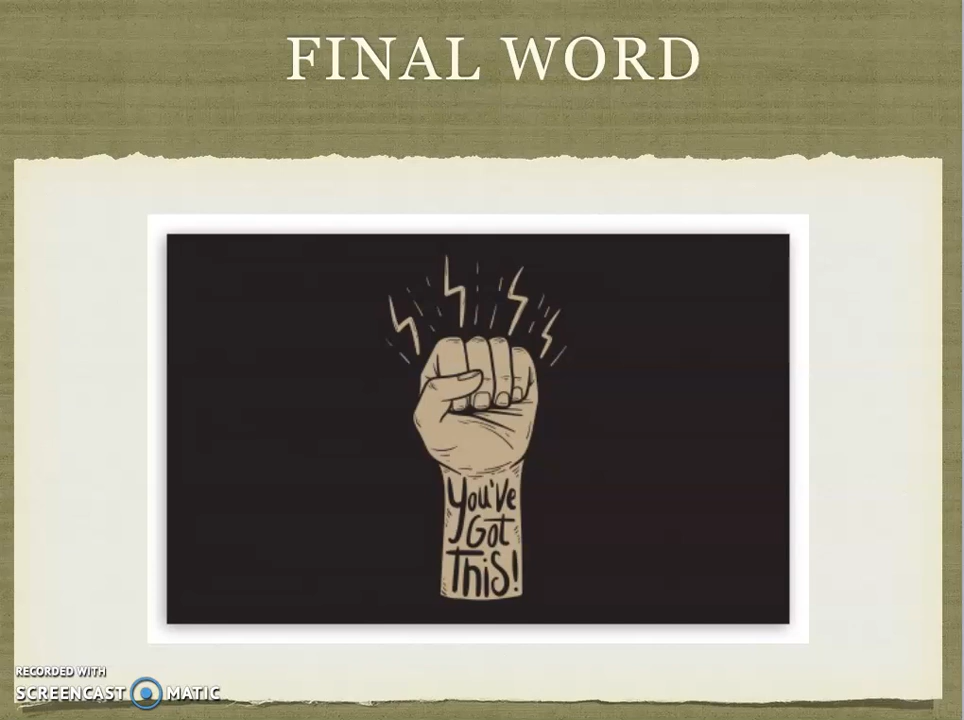 FINAL WORD
You've
Got
This!
RECORDED WITH
SCREENCAST MATIC